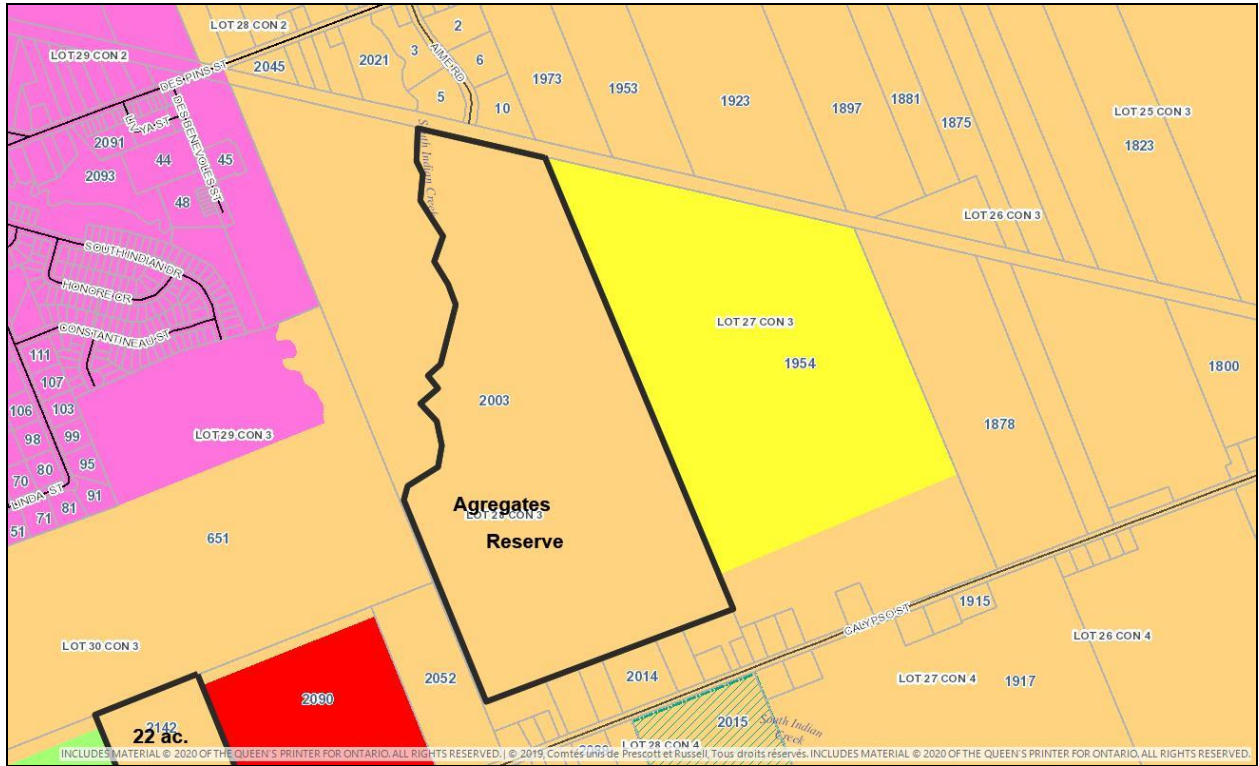 LOT 28 CON 2
2
LOT 29 CON 2
2045
2021
3
6
AIME RD
DES PINS ST
5
10
1973
1953
1923
1897
1881
1875
LOT 25 CON 3
1823
DES BENEVOLES ST
2091
44
45
2093
48
South Indian Creek
LOT 26 CON 3
SOUTH INDIAN DR
HONORE CR
CONSTANTINEAU ST
LOT 27 CON 3
1954
111
107
106
103
98
99
80
95
70
91
LINDA ST
81
71
51
LOT 29 CON 3
2003
1800
1878
Agregates
LOT 28 CON 3
Reserve
651
1915
CALYPSO ST
LOT 30 CON 3
LOT 26 CON 4
2052
2014
LOT 27 CON 4
1917
2090
2142
22 ac.
2015
South Indian
Creek
LOT 28 CON 4
INCLUDES MATERIAL © 2020 OF THE QUEEN'S PRINTER FOR ONTARIO. ALL RIGHTS RESERVED. | © 2019, Comtés unis de Prescott et Russell, Tous droits réservés. INCLUDES MATERIAL © 2020 OF THE QUEEN'S PRINTER FOR ONTARIO. ALL RIGHTS RESERVED.